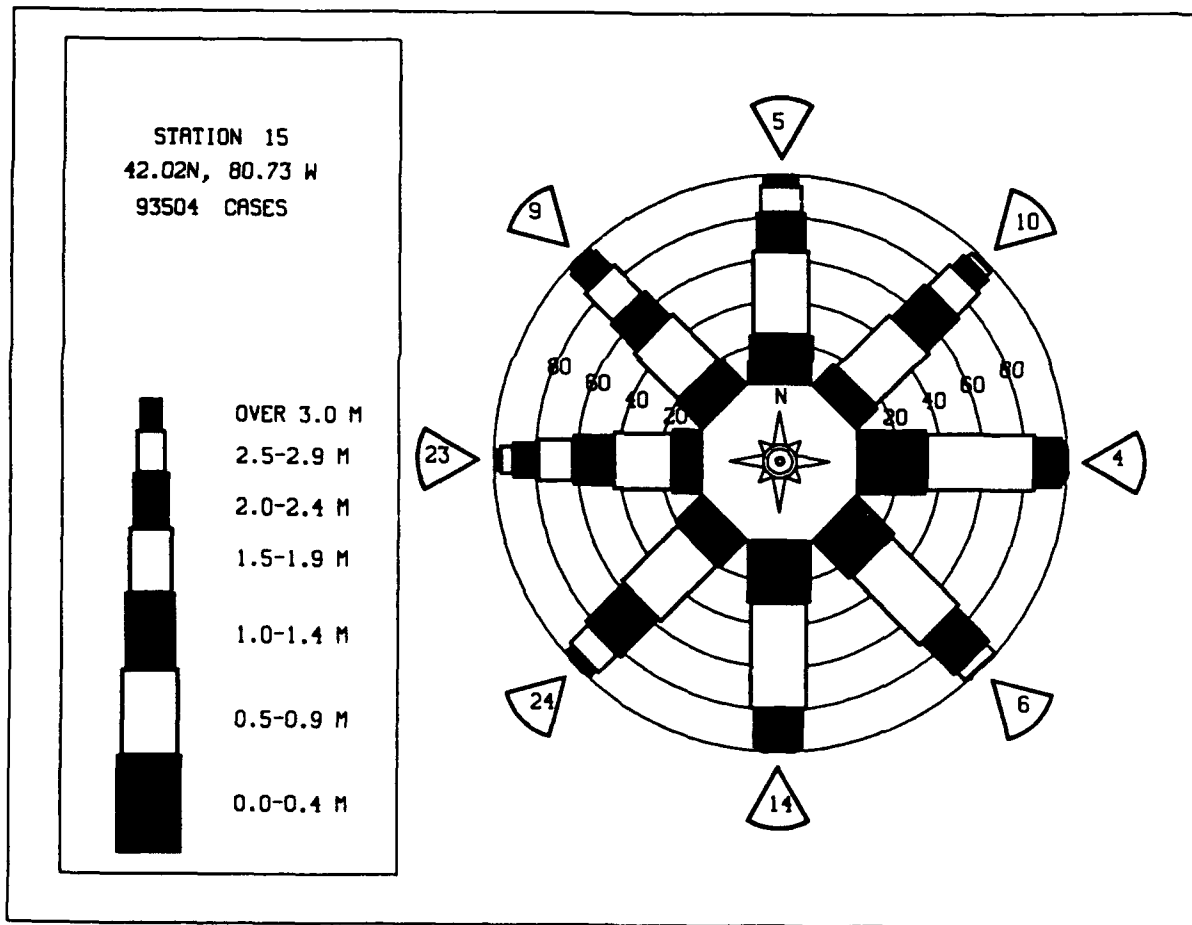 STATION 15
42.02N, 80.73 W
93504 CASES
OVER 3.0 M
2.5-2.9 M
2.0-2.4 M
1.5-1.9 M
1.0-1.4 M
0.5-0.9 M
0.0-0.4 M
5
9
10
80
60
40
20
N
20
40
60
80
23
4
24
6
14